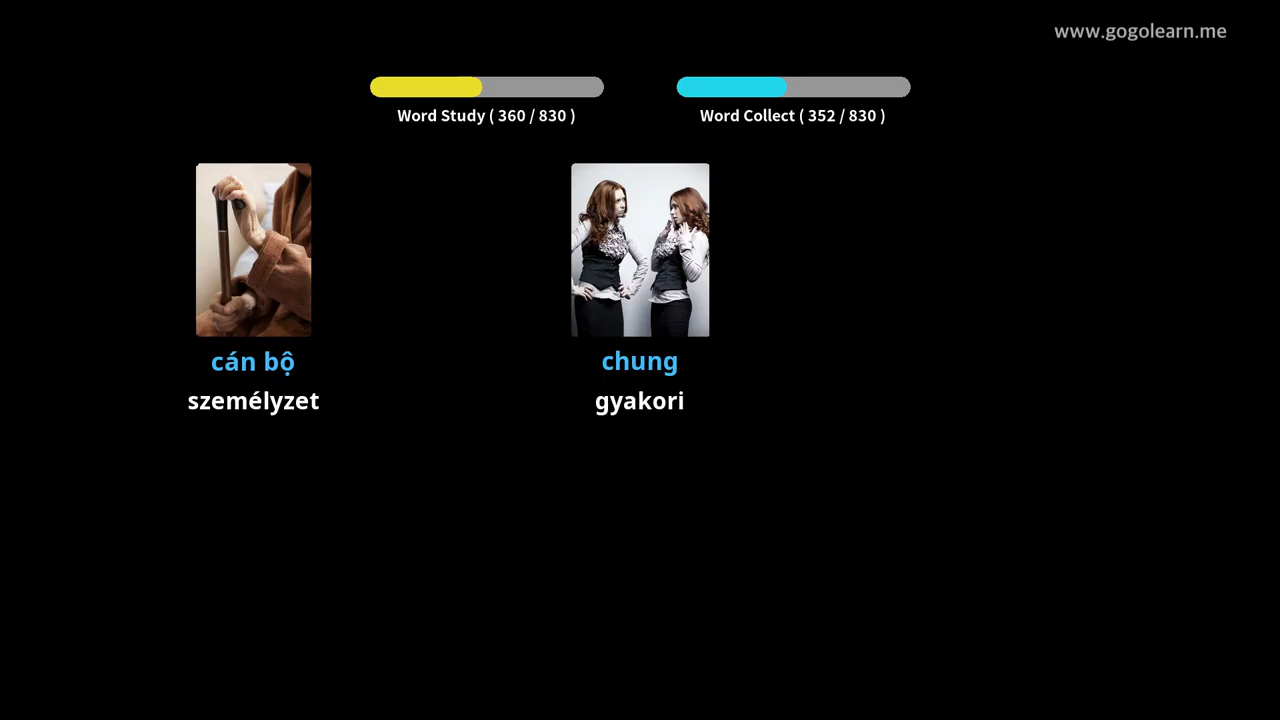 www.gogolearn.me
Word Study ( 360 / 830 )
Word Collect ( 352 / 830 )
cán bộ
személyzet
chung
gyakori